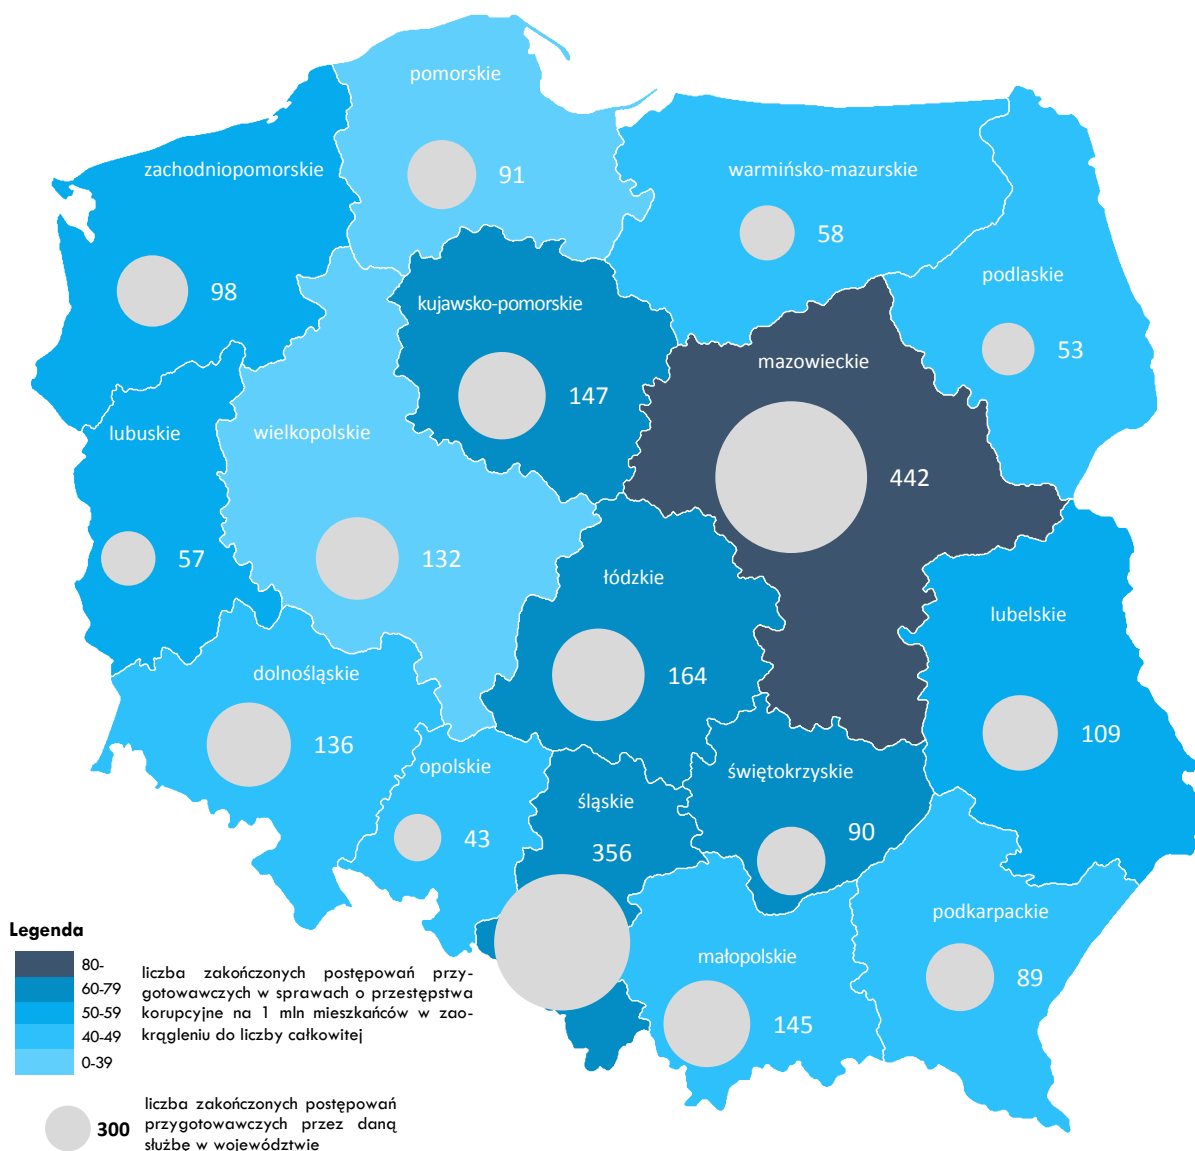 pomorskie
91
zachodniopomorskie
98
warmińsko-mazurskie
58
podlaskie
53
kujawsko-pomorskie
147
mazowieckie
442
lubuskie
57
wielkopolskie
132
łódzkie
164
lubelskie
109
dolnośląskie
136
opolskie
43
śląskie
356
świętokrzyskie
90
małopolskie
145
podkarpackie
89
Legenda
80-
60-79
50-59
40-49
0-39
liczba zakończonych postępowań przy-
gotowawczych w sprawach o przestępstwa
korupcyjne na 1 mln mieszkańców w zao-
krągleniu do liczby całkowitej
300
liczba zakończonych postępowań
przygotowawczych przez daną
służbę w województwie